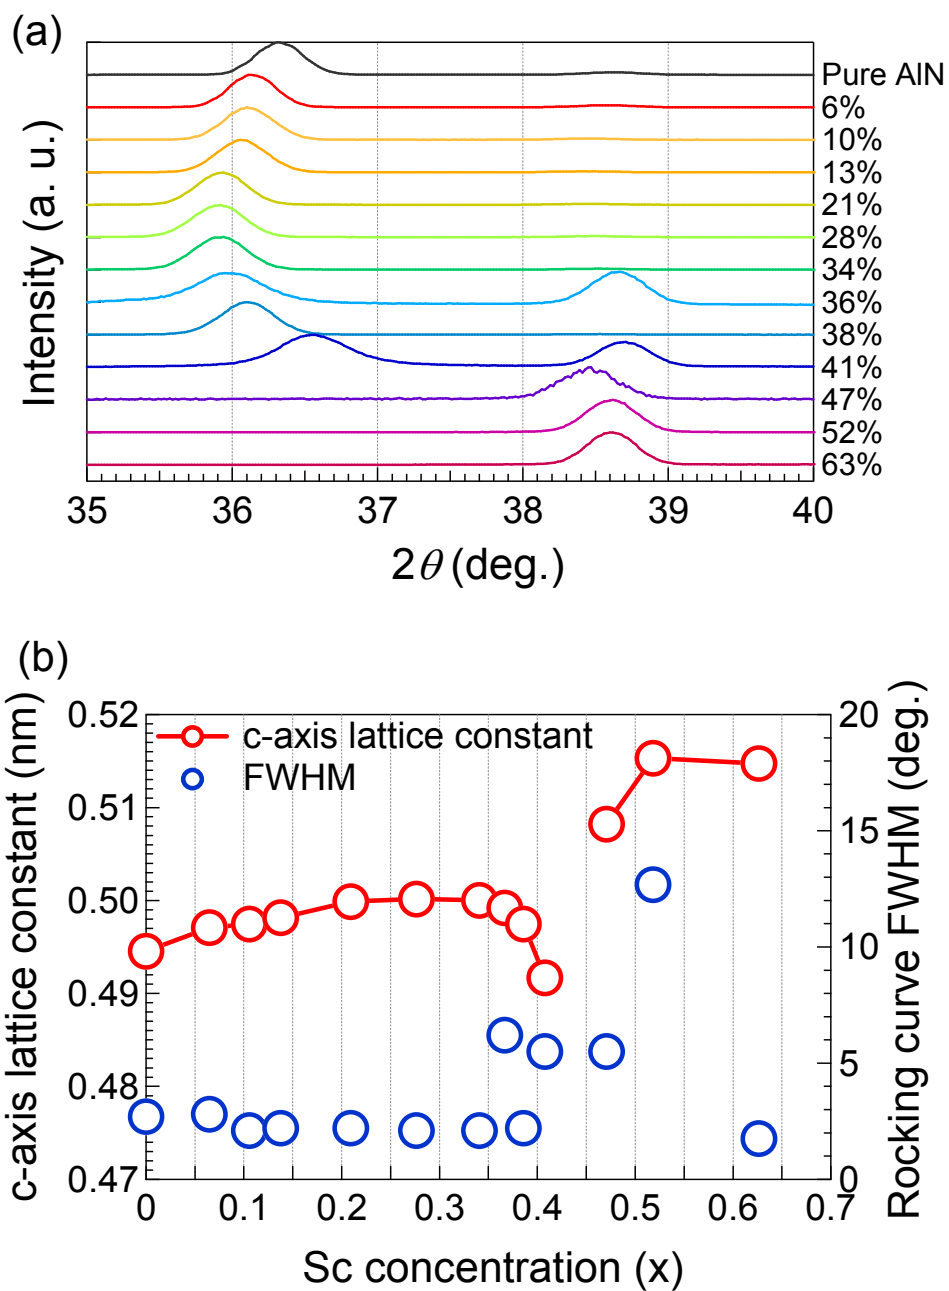 (a)
Intensity (a. u.)
Pure AlN
6%
10%
13%
21%
28%
34%
36%
38%
41%
47%
52%
63%
35 36 37 38 39 40
2θ (deg.)
(b)
c-axis lattice constant (nm)
0.52
0.51
0.50
0.49
0.48
0.47
c-axis lattice constant
FWHM
20
15
10
5
0
Rocking curve FWHM (deg.)
0 0.1 0.2 0.3 0.4 0.5 0.6 0.7
Sc concentration (x)